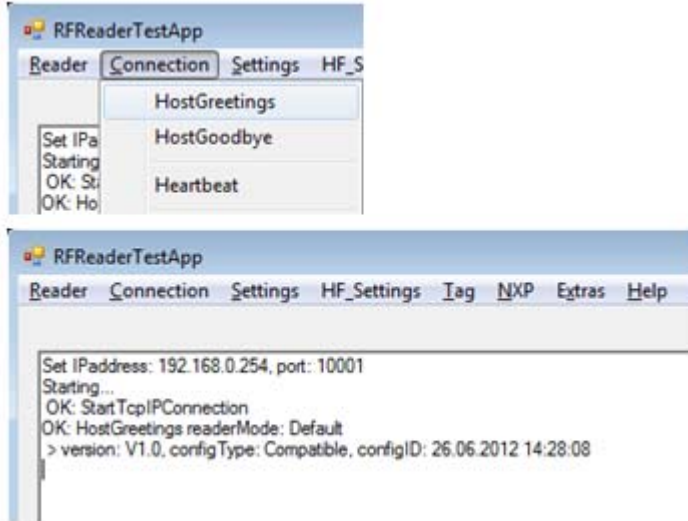 RFReaderTestApp
Reader Connection Settings HF_S
HostGreetings
HostGoodbye
Heartbeat
Set IPa
Starting
OK: Sta
OK: Ho
RFReaderTestApp
Reader Connection Settings HF_Settings Tag NXP Extras Help
Set IPaddress: 192.168.0.254, port: 10001
Starting...
OK: StartTcpIPConnection
OK: HostGreetings readerMode: Default
> version: V1.0, configType: Compatible, configID: 26.06.2012 14:28:08